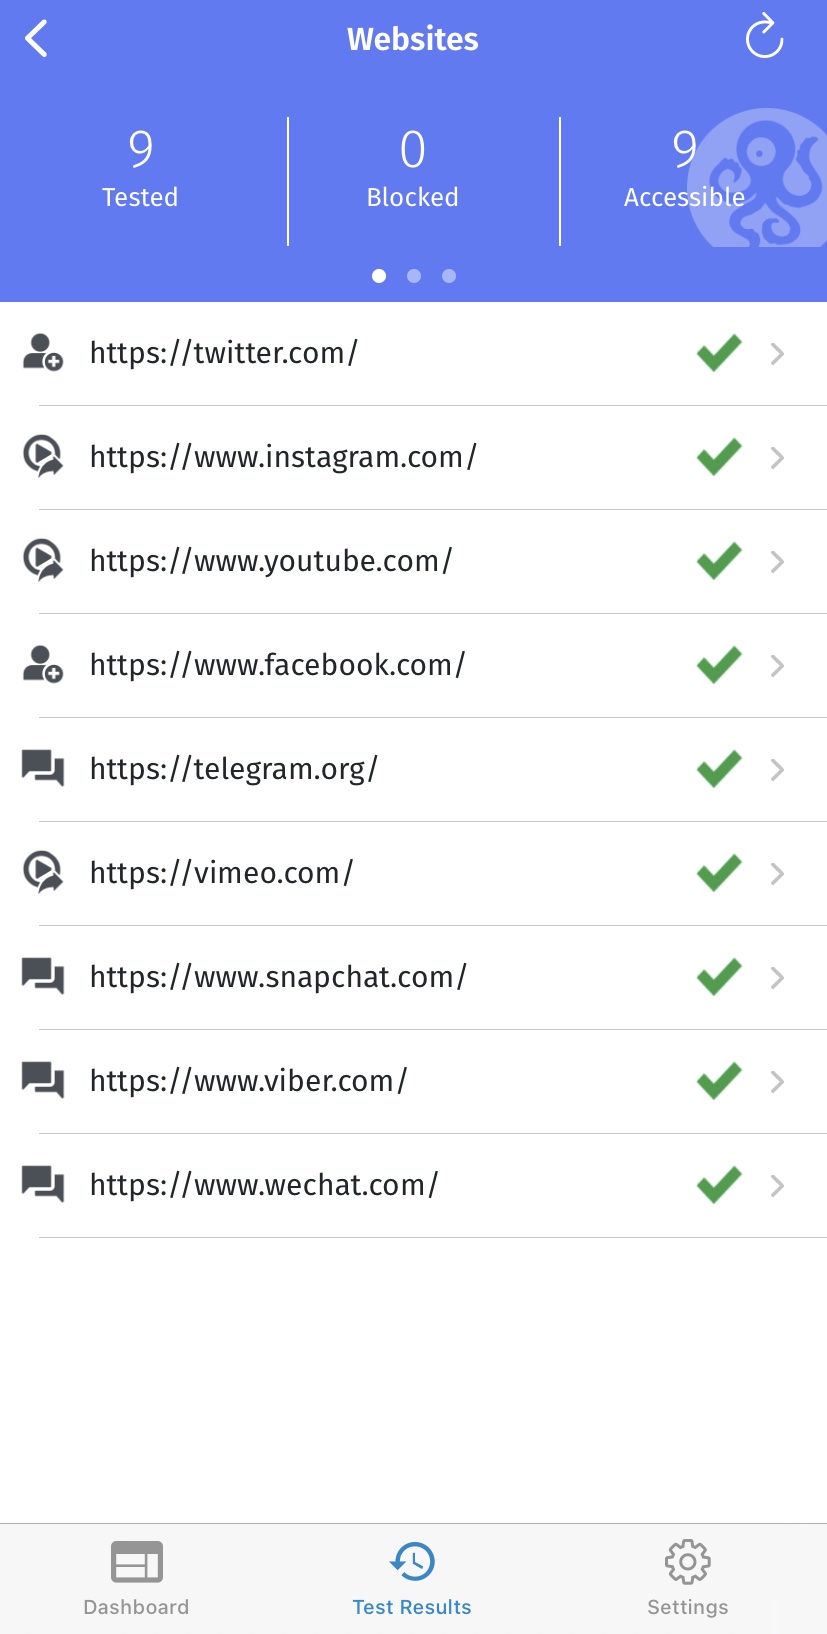 Websites
9
Tested
0
Blocked
9
Accessible
https://twitter.com/
https://www.instagram.com/
https://www.youtube.com/
https://www.facebook.com/
https://telegram.org/
https://vimeo.com/
https://www.snapchat.com/
https://www.viber.com/
https://www.wechat.com/
Dashboard
Test Results
Settings